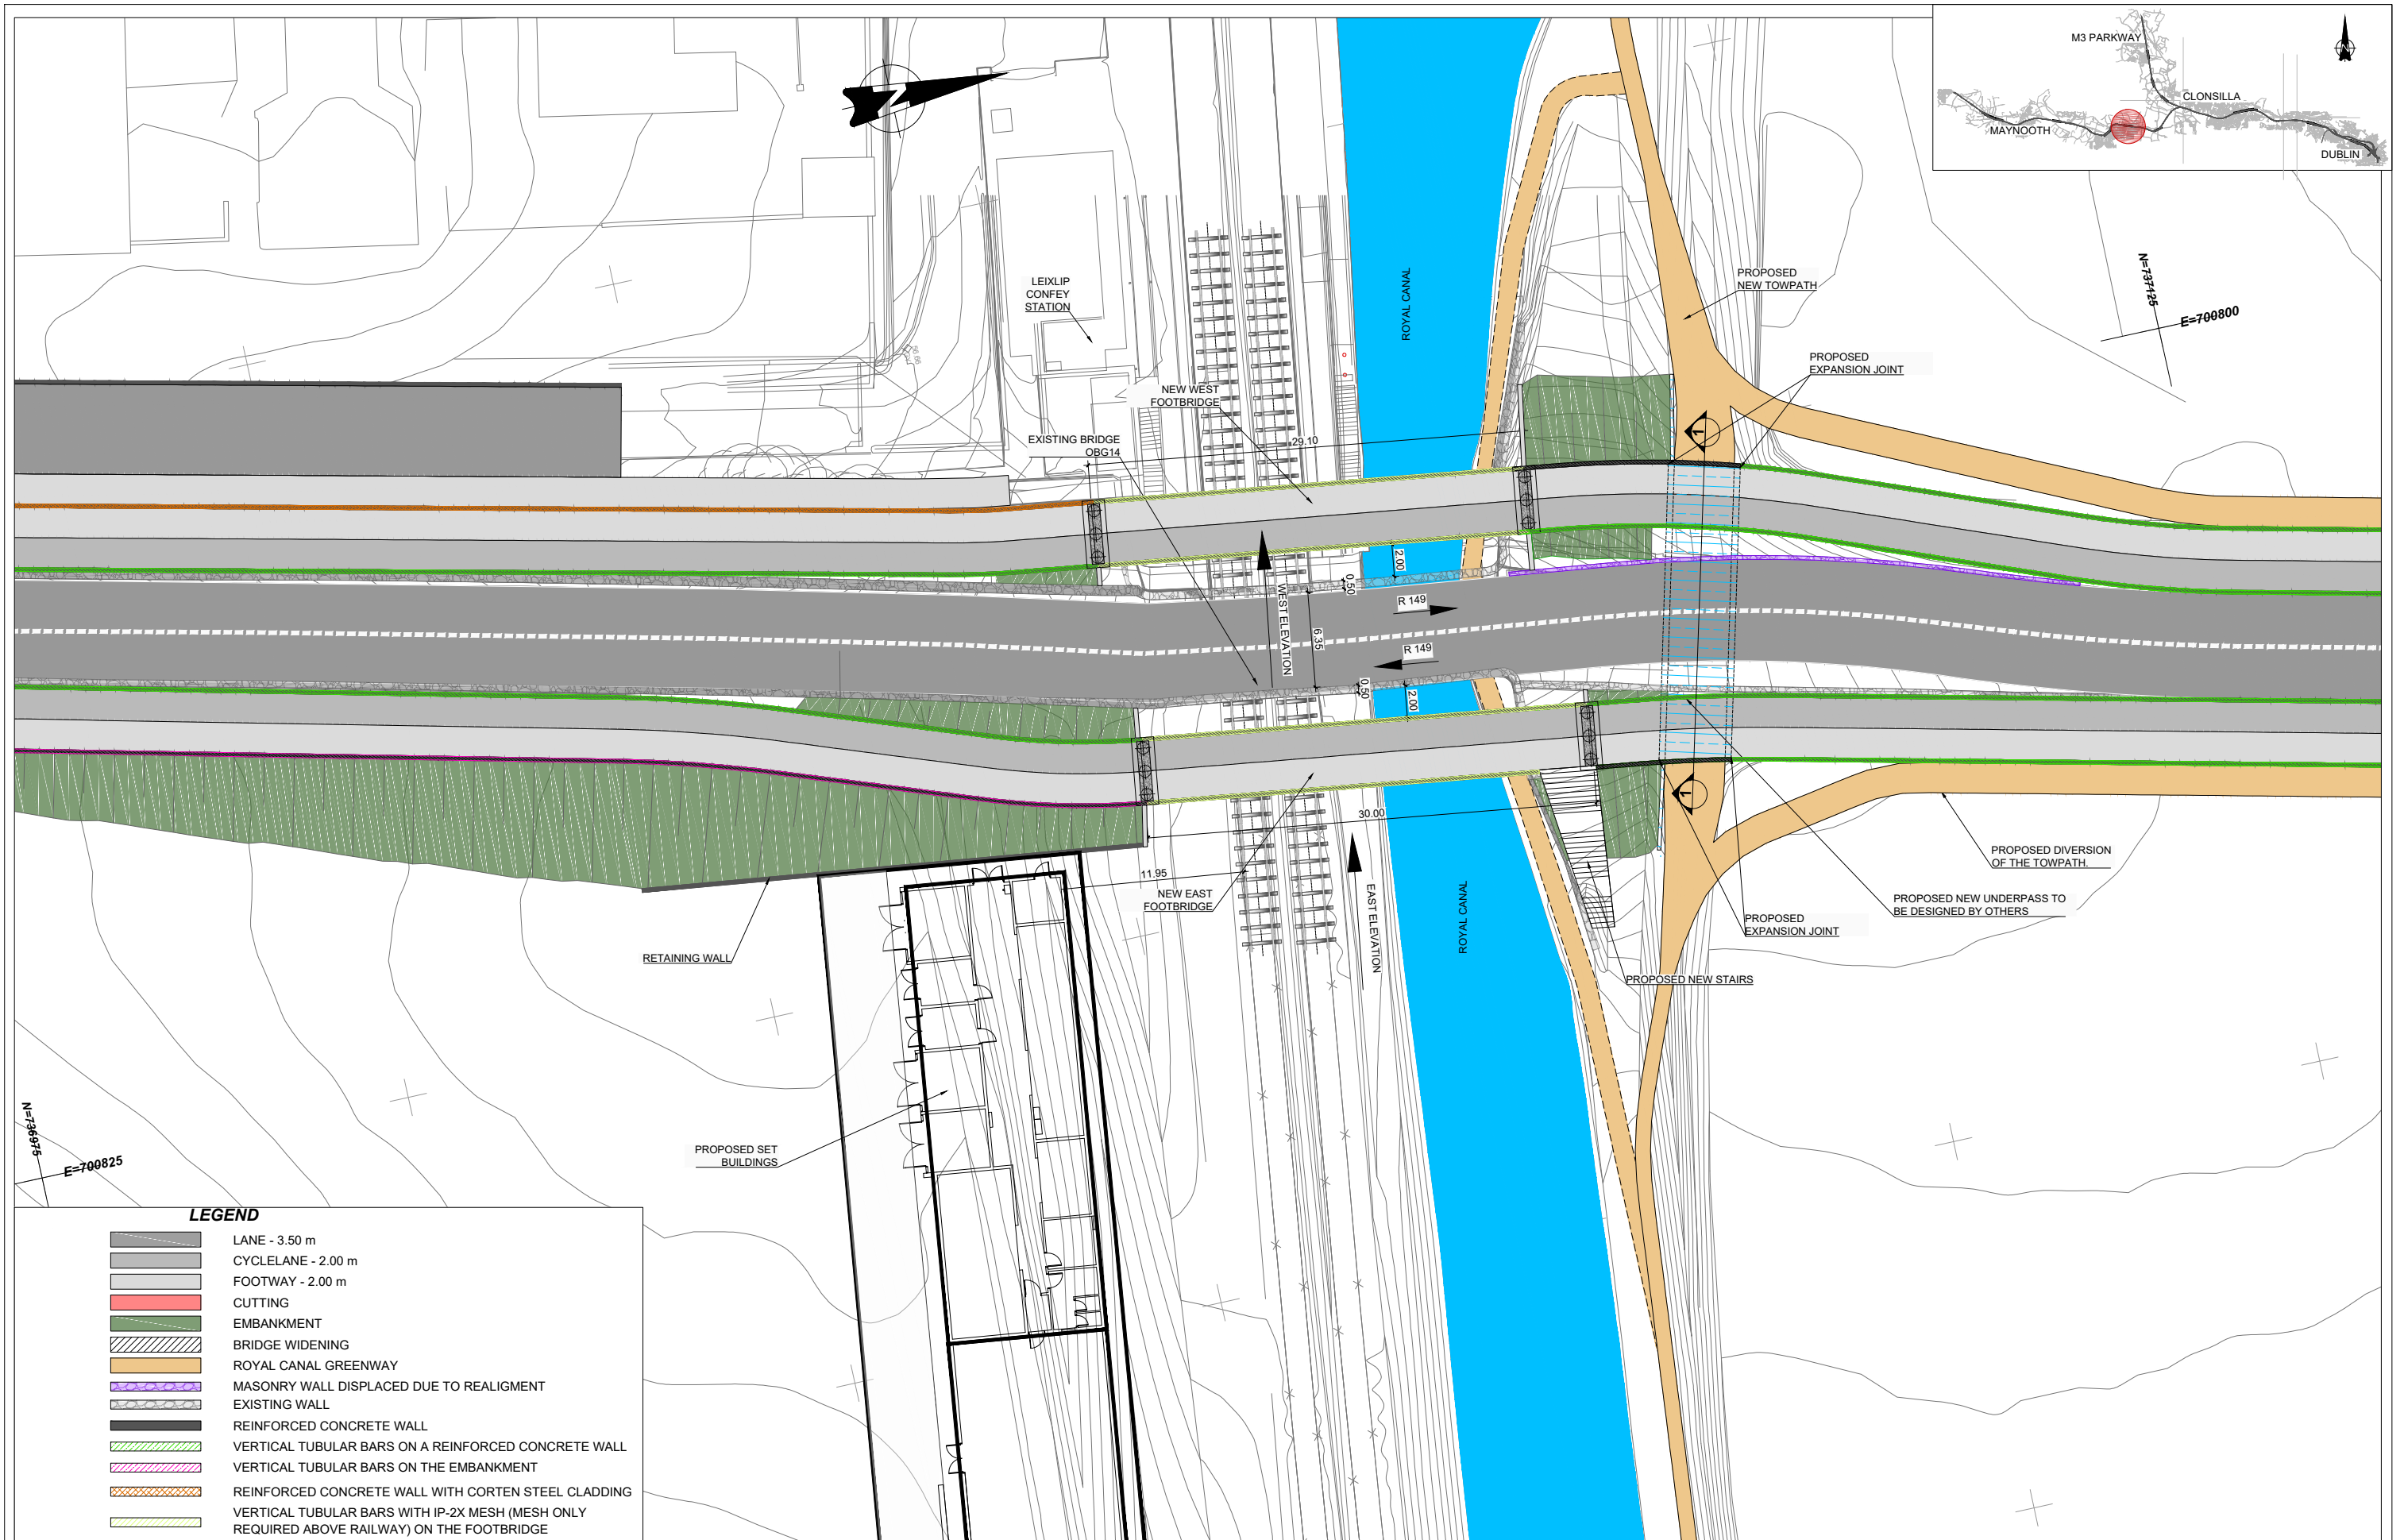 M3 PARKWAY
CLONSILLA
MAYNOOTH
DUBLIN
N
N=737125
E=700800
ROYAL CANAL
PROPOSED
NEW TOWPATH
LEIXLIP
CONFEY
STATION
56.66
PROPOSED
EXPANSION JOINT
NEW WEST
FOOTBRIDGE
EXISTING BRIDGE
OBG14
29.10
1
2.00
0.50
R 149
WEST ELEVATION
6.35
R 149
0.50
2.00
1
30.00
11.95
NEW EAST
FOOTBRIDGE
EAST ELEVATION
ROYAL CANAL
PROPOSED DIVERSION
OF THE TOWPATH.
PROPOSED NEW UNDERPASS TO
BE DESIGNED BY OTHERS
PROPOSED
EXPANSION JOINT
RETAINING WALL
PROPOSED NEW STAIRS
PROPOSED SET
BUILDINGS
N=736975
E=700825
LEGEND
LANE - 3.50 m
CYCLELANE - 2.00 m
FOOTWAY - 2.00 m
CUTTING
EMBANKMENT
BRIDGE WIDENING
ROYAL CANAL GREENWAY
MASONRY WALL DISPLACED DUE TO REALIGMENT
EXISTING WALL
REINFORCED CONCRETE WALL
VERTICAL TUBULAR BARS ON A REINFORCED CONCRETE WALL
VERTICAL TUBULAR BARS ON THE EMBANKMENT
REINFORCED CONCRETE WALL WITH CORTEN STEEL CLADDING
VERTICAL TUBULAR BARS WITH IP-2X MESH (MESH ONLY
REQUIRED ABOVE RAILWAY) ON THE FOOTBRIDGE